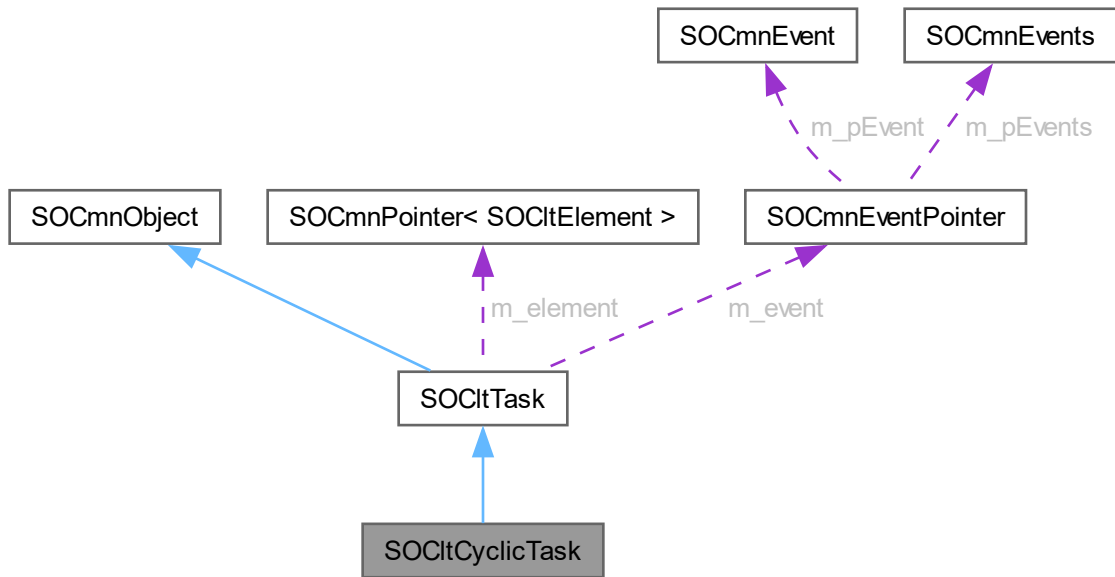 SOCmnEvent
SOCmnEvents
m_pEvent
m_pEvents
SOCmnObject
SOCmnPointer< SOCltElement >
SOCmnEventPointer
m_element
m_event
SOCltTask
SOCltCyclicTask